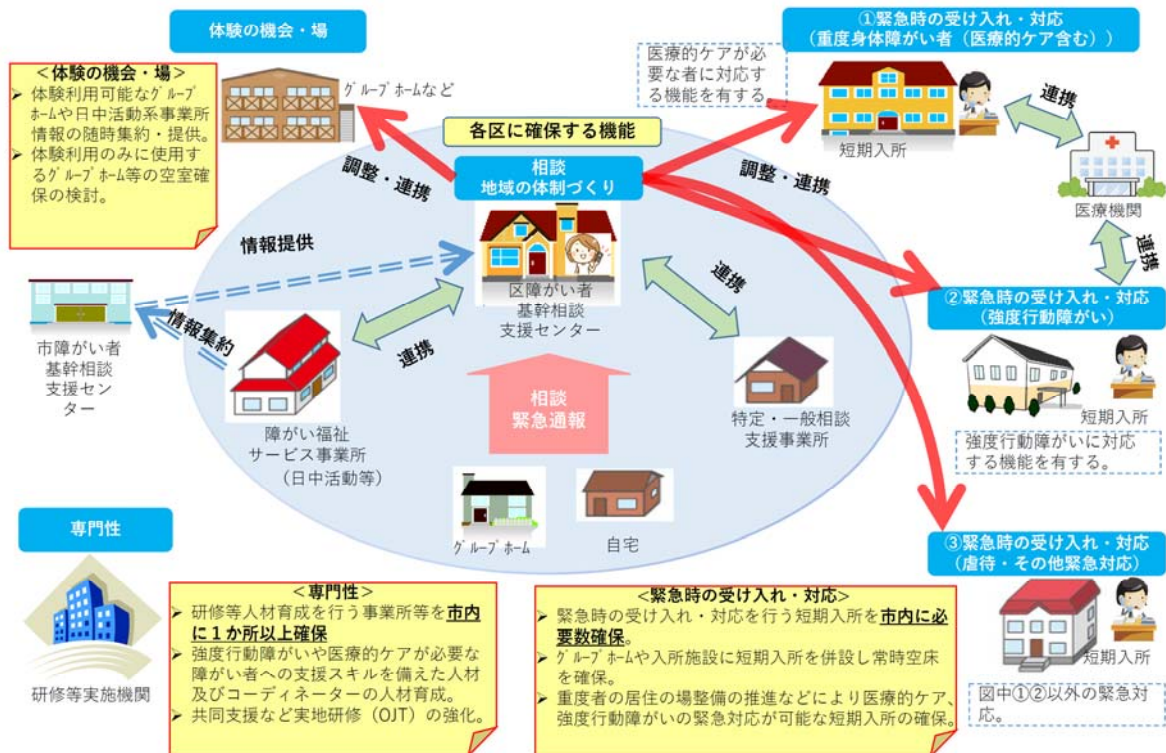 体験の機会・場
＜体験の機会・場＞
➢ 体験利用可能なグループ
ホームや日中活動系事業所
情報の随時集約・提供。
➢ 体験利用のみに使用す
るグループホーム等の空室確
保の検討。
グループホームなど
①緊急時の受け入れ・対応
（重度身体障がい者（医療的ケア含む））
医療的ケアが必
要な者に対応す
る機能を有する。
短期入所
連携
医療機関
連携
各区に確保する機能
相談
地域の体制づくり
調整・連携
調整・連携
情報提供
区障がい者
基幹相談
支援センター
連携
連携
市障がい者
基幹相談
支援セン
ター
情報集約
障がい福祉
サービス事業所
（日中活動等）
相談
緊急通報
特定・一般相談
支援事業所
グループホーム
自宅
②緊急時の受け入れ・対応
（強度行動障がい）
短期入所
強度行動障がいに対応
する機能を有する。
③緊急時の受け入れ・対応
（虐待・その他緊急対応）
短期入所
図中①②以外の緊急対
応。
専門性
研修等実施機関
＜専門性＞
➢ 研修等人材育成を行う事業所等を市内
に１か所以上確保
➢ 強度行動障がいや医療的ケアが必要な
障がい者への支援スキルを備えた人材
及びコーディネーターの人材育成。
➢ 共同支援など実地研修（OJT）の強化。
＜緊急時の受け入れ・対応＞
➢ 緊急時の受け入れ・対応を行う短期入所を市内に必
要数確保。
➢ グループホームや入所施設に短期入所を併設し常時空床
を確保。
➢ 重度者の居住の場整備の推進などにより医療的ケア、
強度行動障がいの緊急対応が可能な短期入所の確保。